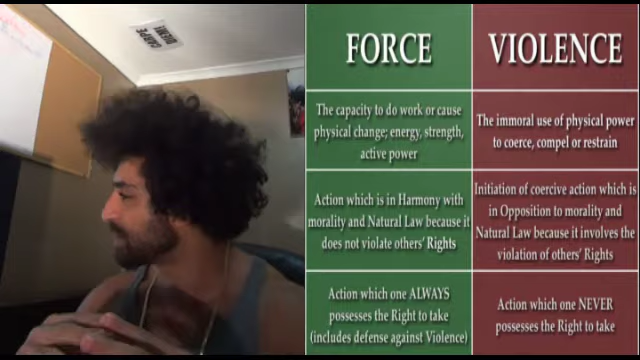 CARPE
DIEM!
FORCE
VIOLENCE
The capacity to do work or cause
physical change; energy, strength,
active power
The immoral use of physical power
to coerce, compel or restrain
Action which is in Harmony with
morality and Natural Law because it
does not violate others' Rights
Initiation of coercive action which is
in Opposition to morality and
Natural Law because it involves the
violation of others' Rights
Action which one ALWAYS
possesses the Right to take
(includes defense against Violence)
Action which one NEVER
possesses the Right to take